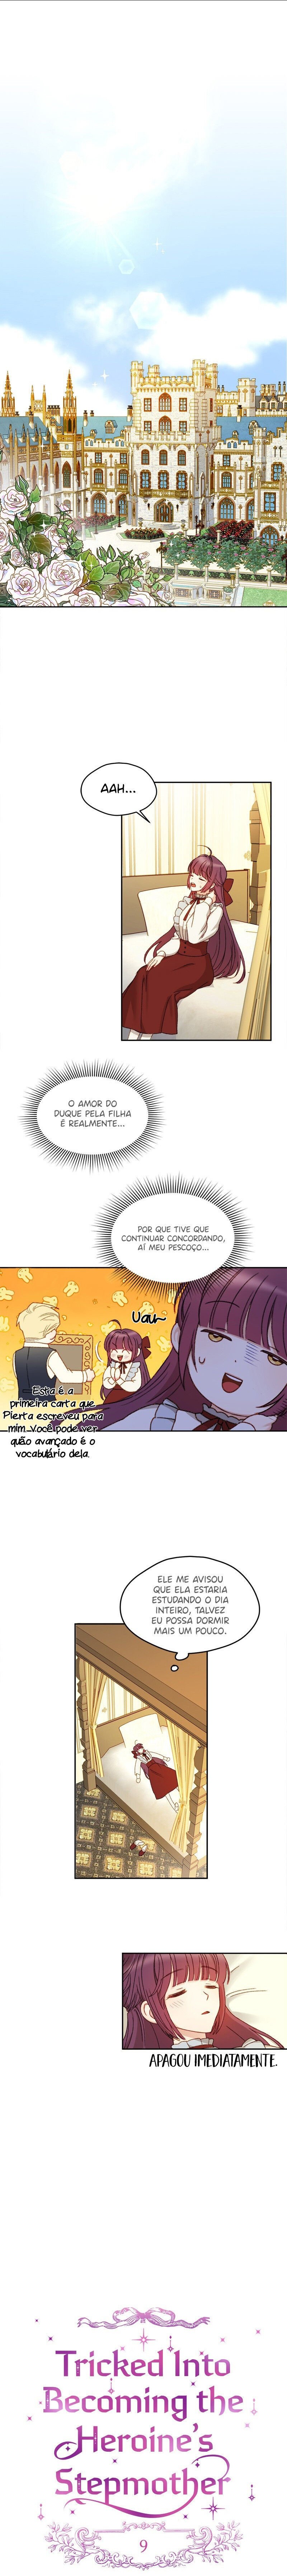 AAH...
O AMOR DO
DUQUE PELA FILHA
É REALMENTE...
POR QUE TIVE QUE
CONTINUAR CONCORDANDO,
AÍ MEU PESCOÇO...
Uau~
Esta é a
primeira carta que
Pierta escreveu para
mim. Você pode ver
quão avançado é o
vocabulário dela.
ELE ME AVISOU
QUE ELA ESTARIA
ESTUDANDO O DIA
INTEIRO, TALVEZ
EU POSSA DORMIR
MAIS UM POUCO.
APAGOU IMEDIATAMENTE.
Tricked Into
Becoming the
Heroine's
Stepmother
9